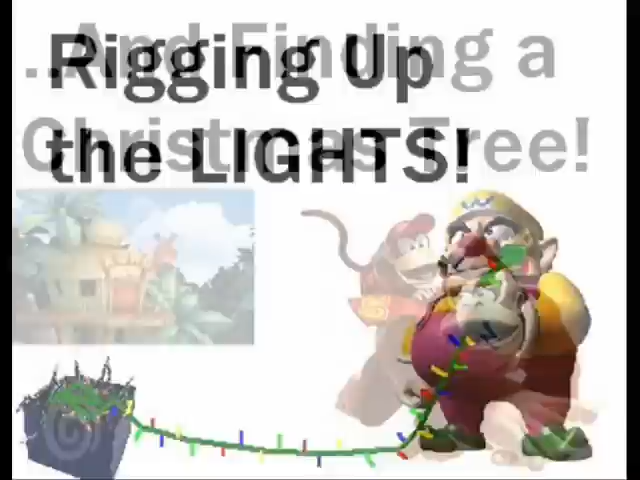 Rigging Up
the LIGHTS!
...And Finding a
Christmas Tree!